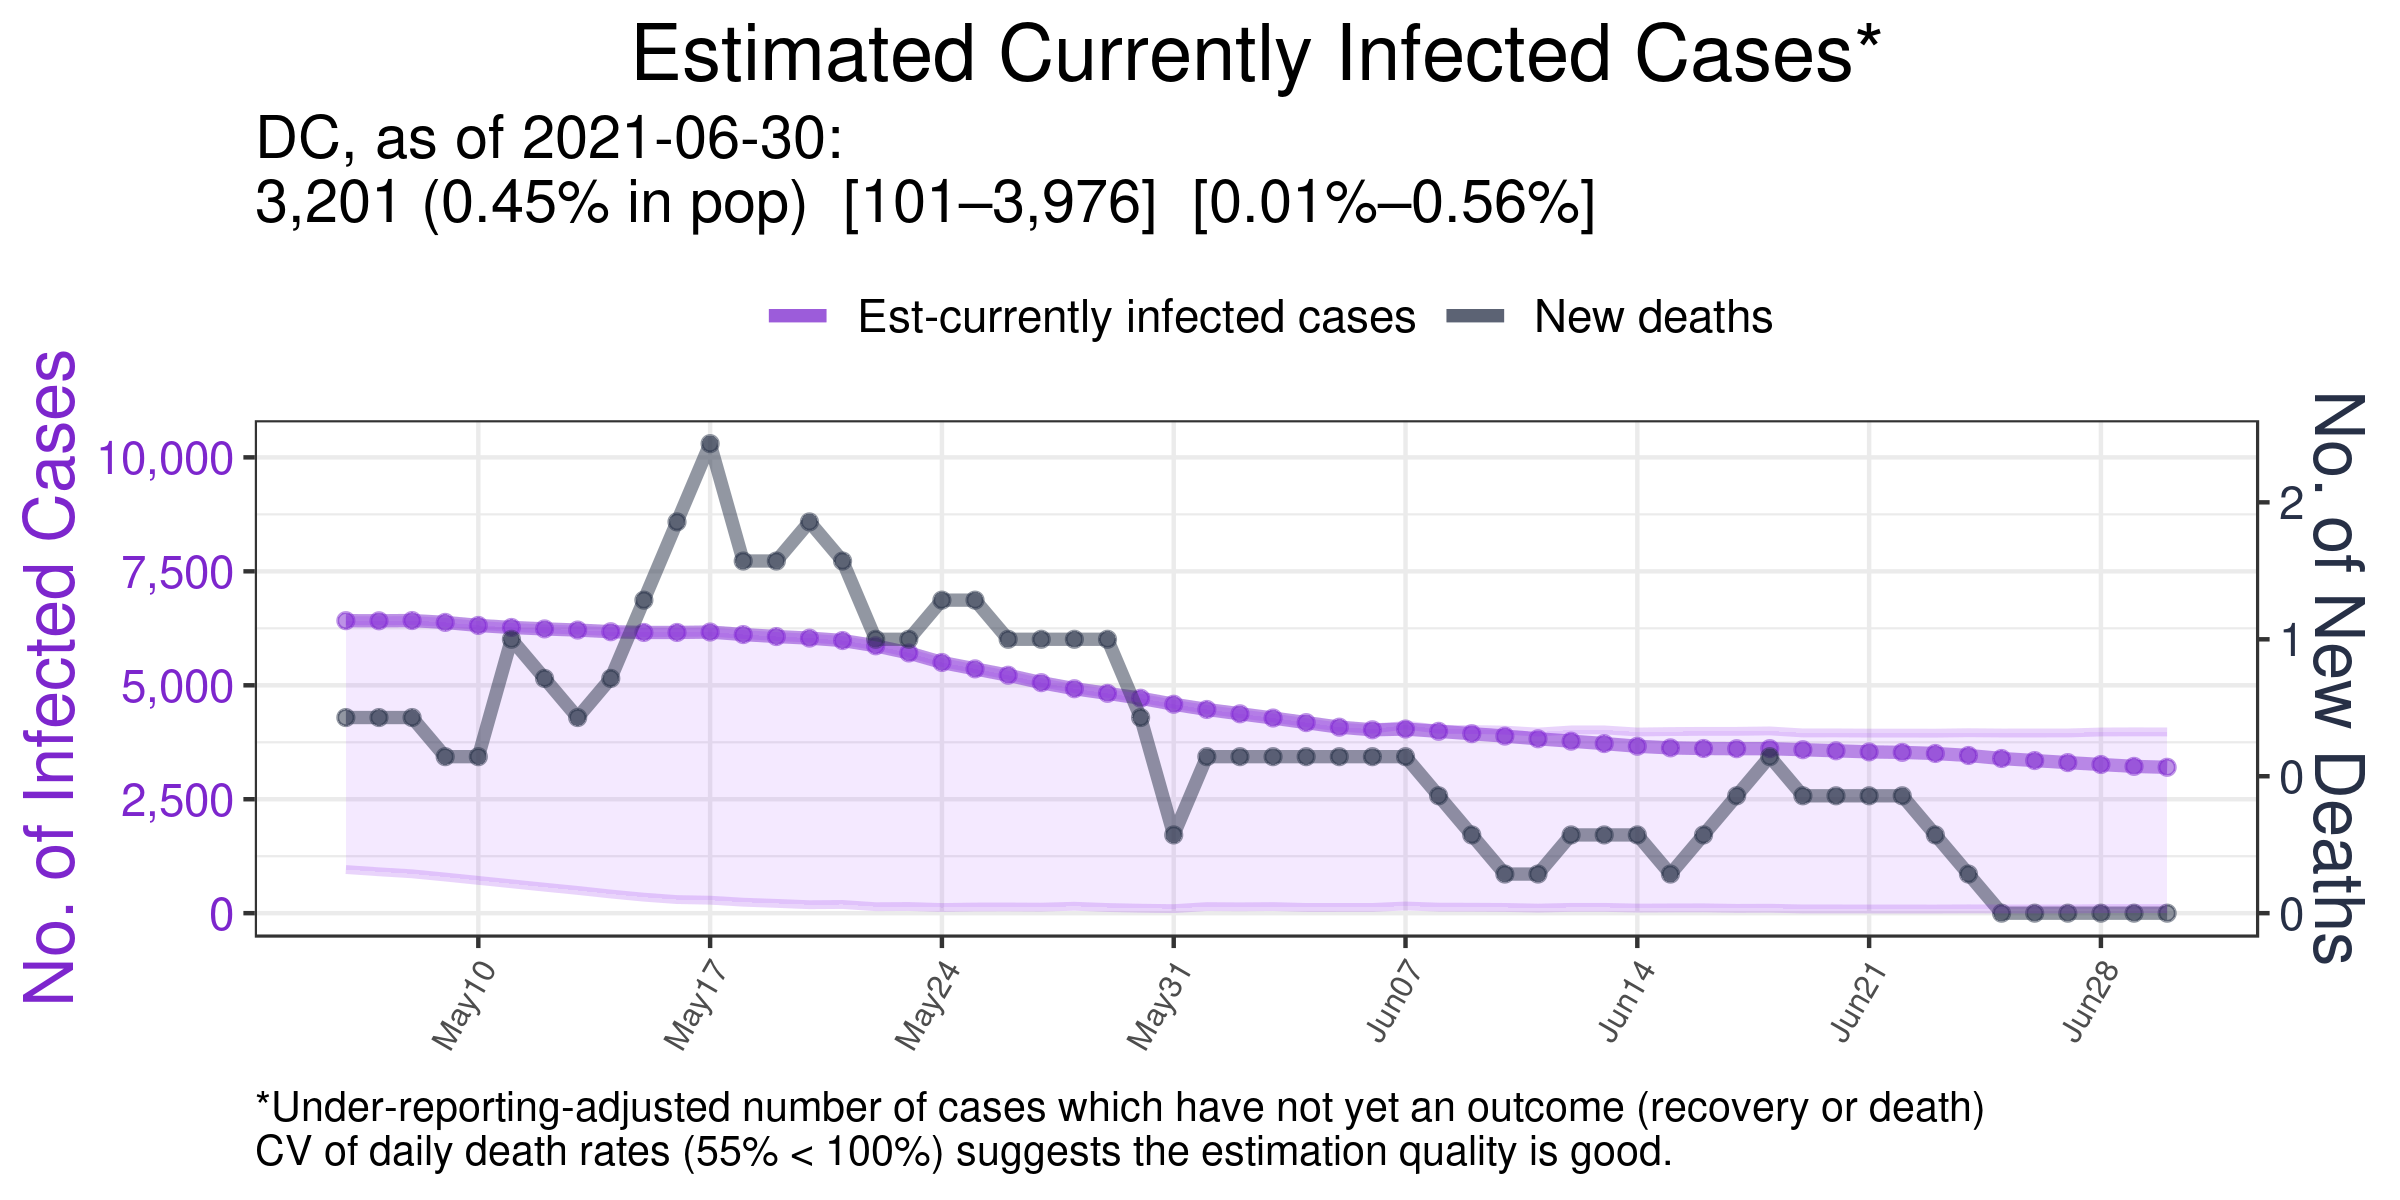 Estimated Currently Infected Cases*
DC, as of 2021-06-30:
3,201 (0.45% in pop)  [101–3,976]  [0.01%–0.56%]
Est-currently infected cases
New deaths
No. of Infected Cases
10,000
7,500
5,000
2,500
0
No. of New Deaths
2
1
0
0
May10
May17
May24
May31
Jun07
Jun14
Jun21
Jun28
*Under-reporting-adjusted number of cases which have not yet an outcome (recovery or death)
CV of daily death rates (55% < 100%) suggests the estimation quality is good.